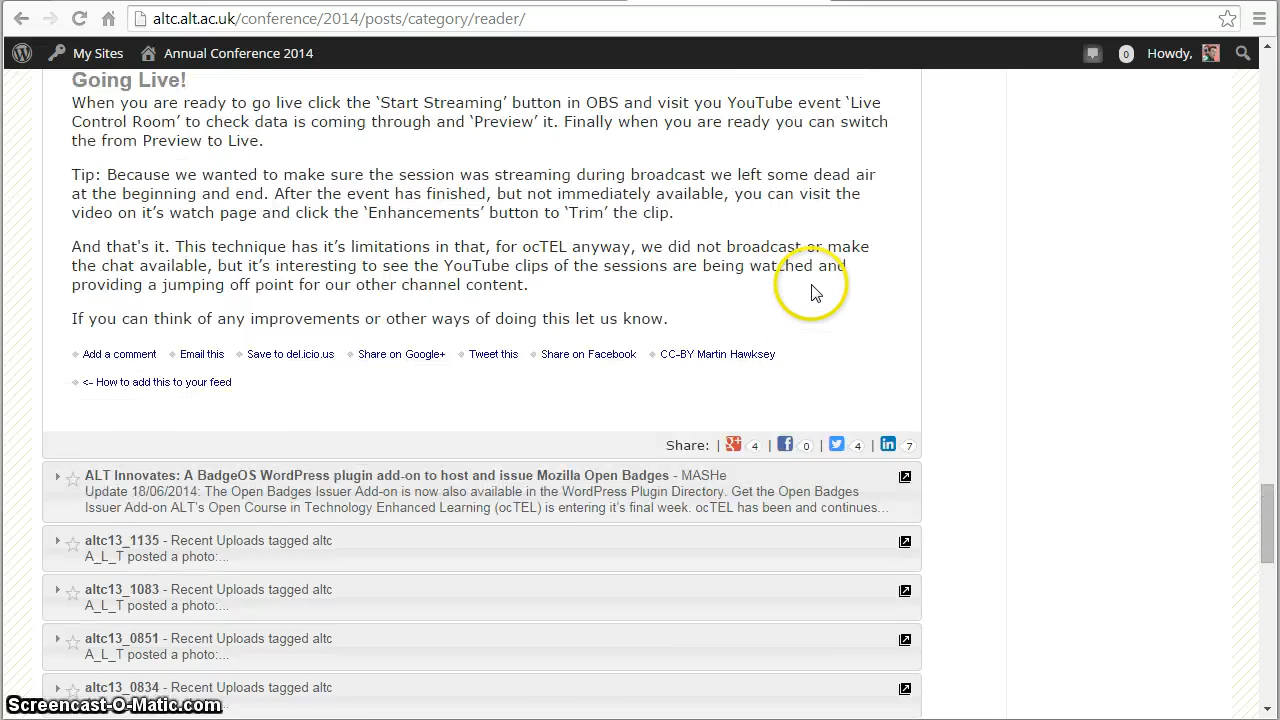 altc.alt.ac.uk/conference/2014/posts/category/reader/
My Sites Annual Conference 2014 0 Howdy,
Going Live!
When you are ready to go live click the ‘Start Streaming’ button in OBS and visit you YouTube event ‘Live
Control Room’ to check data is coming through and ‘Preview’ it. Finally when you are ready you can switch
the from Preview to Live.
Tip: Because we wanted to make sure the session was streaming during broadcast we left some dead air
at the beginning and end. After the event has finished, but not immediately available, you can visit the
video on it’s watch page and click the ‘Enhancements’ button to ‘Trim’ the clip.
And that's it. This technique has it’s limitations in that, for ocTEL anyway, we did not broadcast or make
the chat available, but it’s interesting to see the YouTube clips of the sessions are being watched and
providing a jumping off point for our other channel content.
If you can think of any improvements or other ways of doing this let us know.
Add a comment Email this Save to del.icio.us Share on Google+ Tweet this Share on Facebook CC-BY Martin Hawksey
<- How to add this to your feed
Share: | 4 | 0 | 4 | 7
ALT Innovates: A BadgeOS WordPress plugin add-on to host and issue Mozilla Open Badges - MASHe
Update 18/06/2014: The Open Badges Issuer Add-on is now also available in the WordPress Plugin Directory. Get the Open Badges
Issuer Add-on ALT’s Open Course in Technology Enhanced Learning (ocTEL) is entering it’s final week. ocTEL has been and continues...
altc13_1135 - Recent Uploads tagged altc
A_L_T posted a photo:...
altc13_1083 - Recent Uploads tagged altc
A_L_T posted a photo:...
altc13_0851 - Recent Uploads tagged altc
A_L_T posted a photo:...
altc13_0834 - Recent Uploads tagged altc
Screencast-O-Matic.com